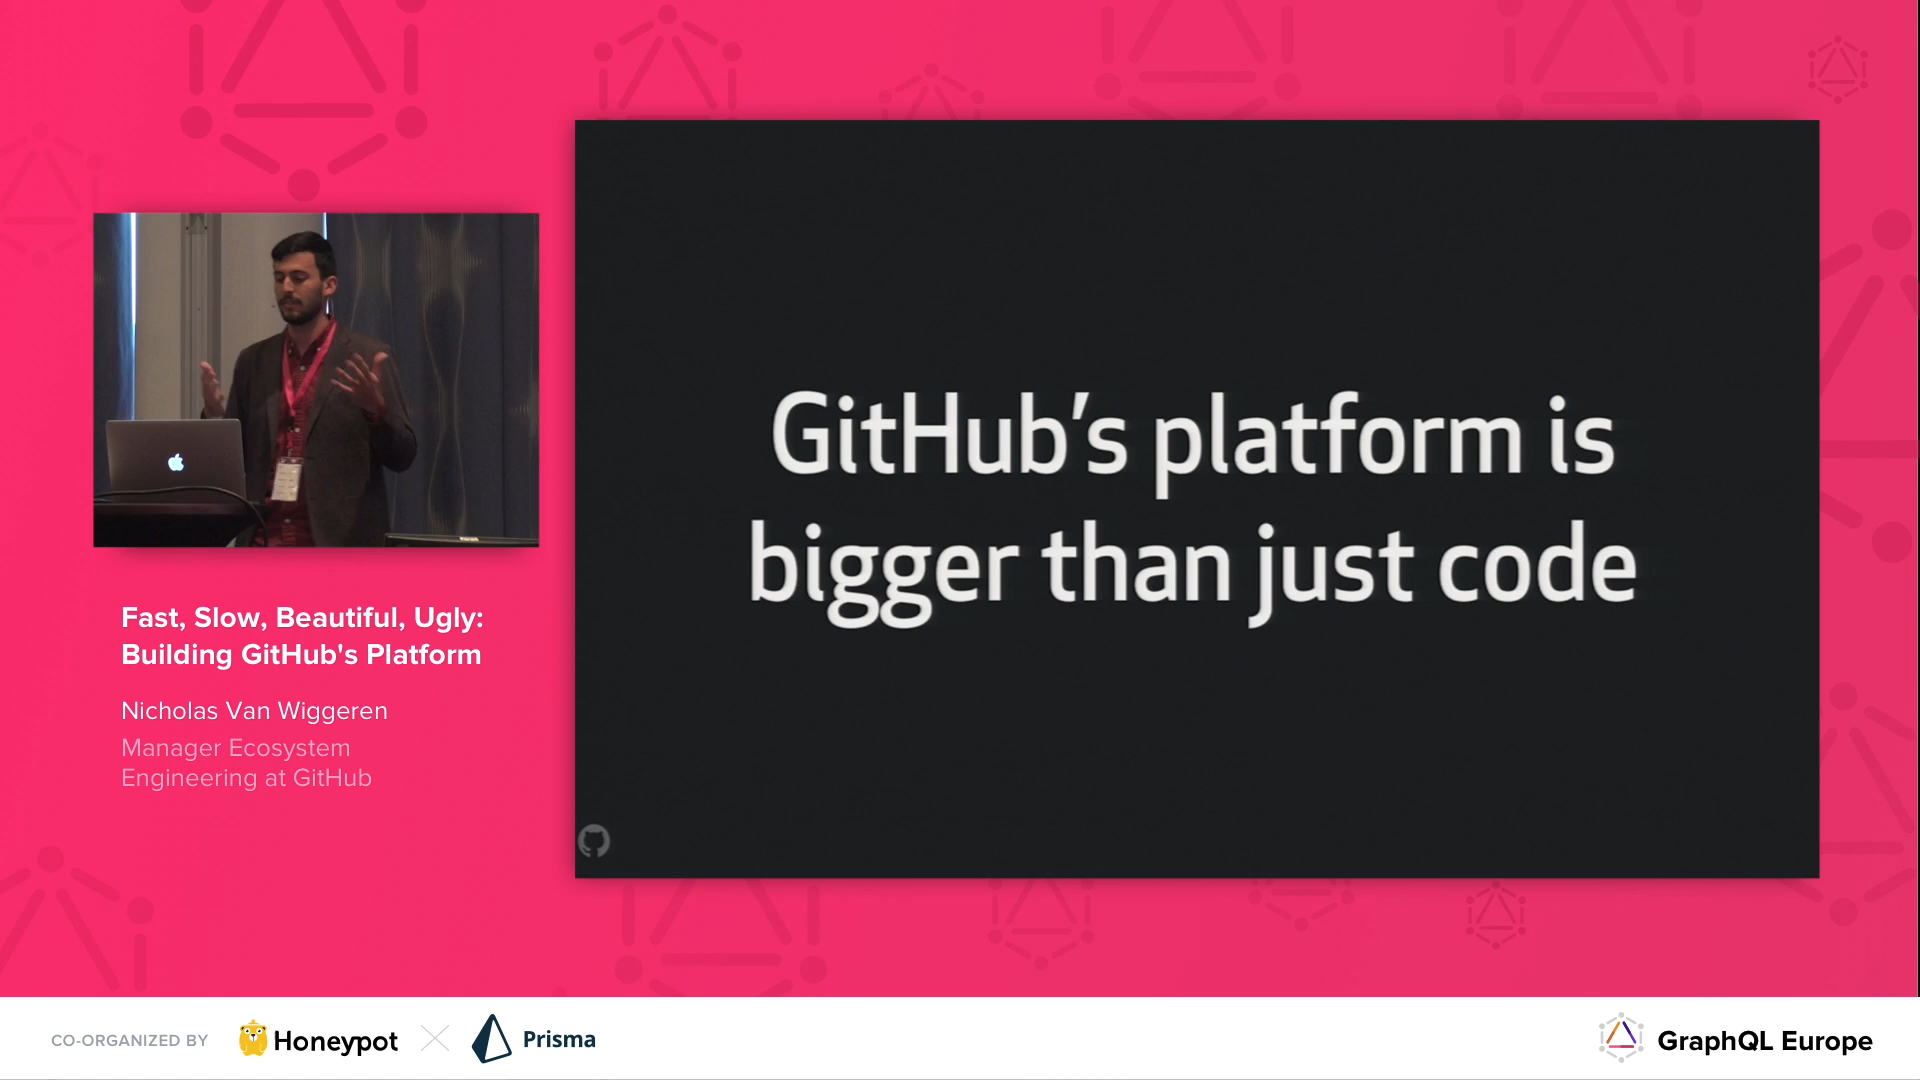 GitHub’s platform is
bigger than just code
Fast, Slow, Beautiful, Ugly:
Building GitHub's Platform
Nicholas Van Wiggeren
Manager Ecosystem
Engineering at GitHub
CO-ORGANIZED BY
Honeypot
Prisma
GraphQL Europe